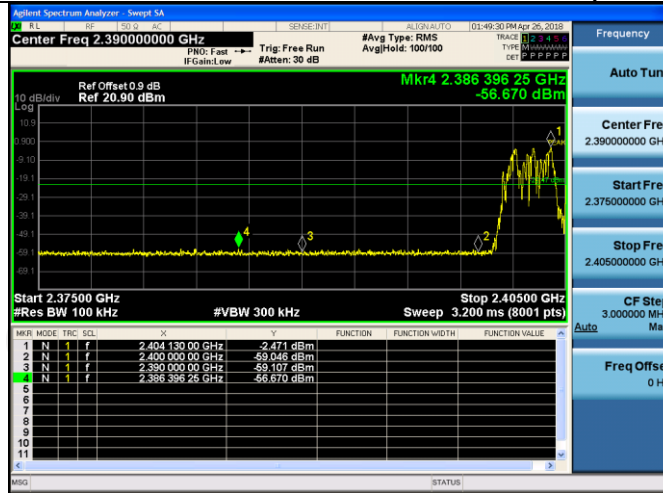 Agilent Spectrum Analyzer - Swept SA
RL RF 50 Ω AC SENSE:INT ALIGNAUTO 01:49:30 PM Apr 26, 2018
Center Freq 2.390000000 GHz
PNO: Fast
IFGain:Low
Trig: Free Run
#Atten: 30 dB
#Avg Type: RMS
Avg|Hold: 100/100
TRACE 1 2 3 4 5 6
TYPE M
DET P P P P P P
Ref Offset 0.9 dB
Ref 20.90 dBm
10 dB/div
Log
Mkr4 2.386 396 25 GHz
-56.670 dBm
10.9
0.900
-9.10
-19.1
-29.1
-39.1
-49.1
-59.1
-69.1
1
2
3
4
Start 2.37500 GHz
Stop 2.40500 GHz
#Res BW 100 kHz
#VBW 300 kHz
Sweep 3.200 ms (8001 pts)
MKR MODE TRC SCL X Y FUNCTION FUNCTION WIDTH FUNCTION VALUE
1 N 1 f 2.404 130 00 GHz -2.471 dBm
2 N 1 f 2.400 000 00 GHz -59.046 dBm
3 N 1 f 2.390 000 00 GHz -59.107 dBm
4 N 1 f 2.386 396 25 GHz -56.670 dBm
5
6
7
8
9
10
11
MSG
STATUS
Frequency
Auto Tun
Center Fre
2.390000000 GH
Start Fre
2.375000000 GH
Stop Fre
2.405000000 GH
CF Ste
3.000000 MH
Auto Ma
Freq Offse
0 H